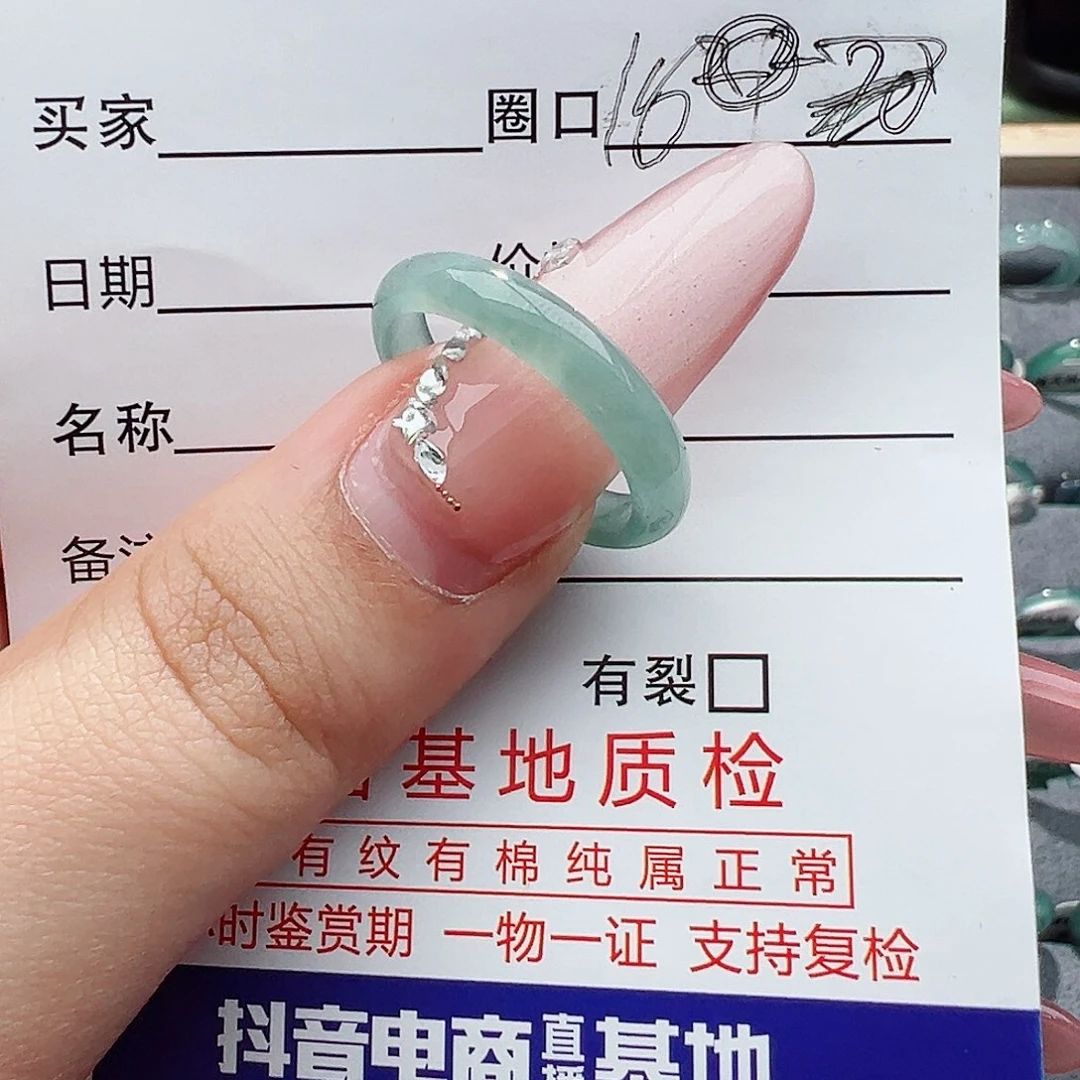 买家 圈口 16
日期
名称
有裂□
基地质检
有纹有棉纯属正常
时鉴赏期 一物一证 支持复检
抖音电商直播基地